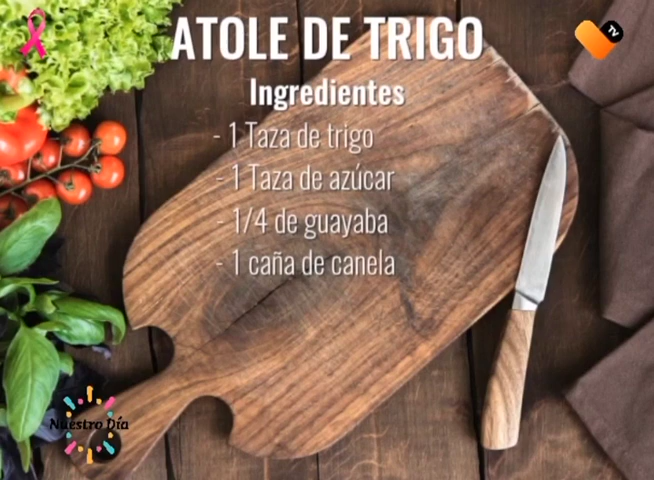 ATOLE DE TRIGO
TV
Ingredientes
- 1 Taza de trigo
- 1 Taza de azúcar
- 1/4 de guayaba
- 1 caña de canela
Nuestro Día